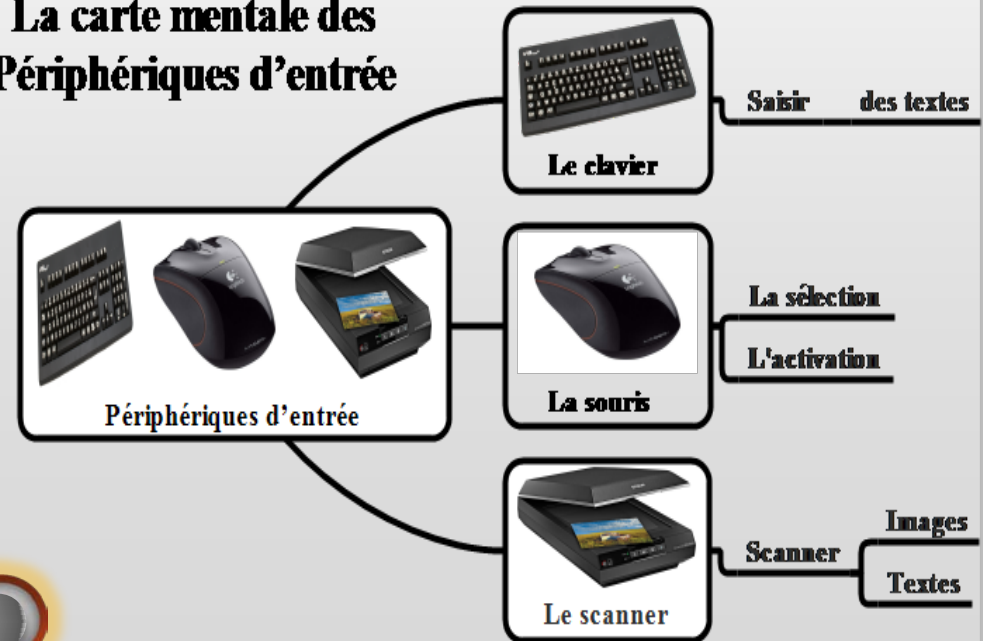 La carte mentale des
Périphériques d'entrée
Le clavier
Saisir des textes
Périphériques d'entrée
La souris
La sélection
L'activation
Le scanner
Scanner
Images
Textes